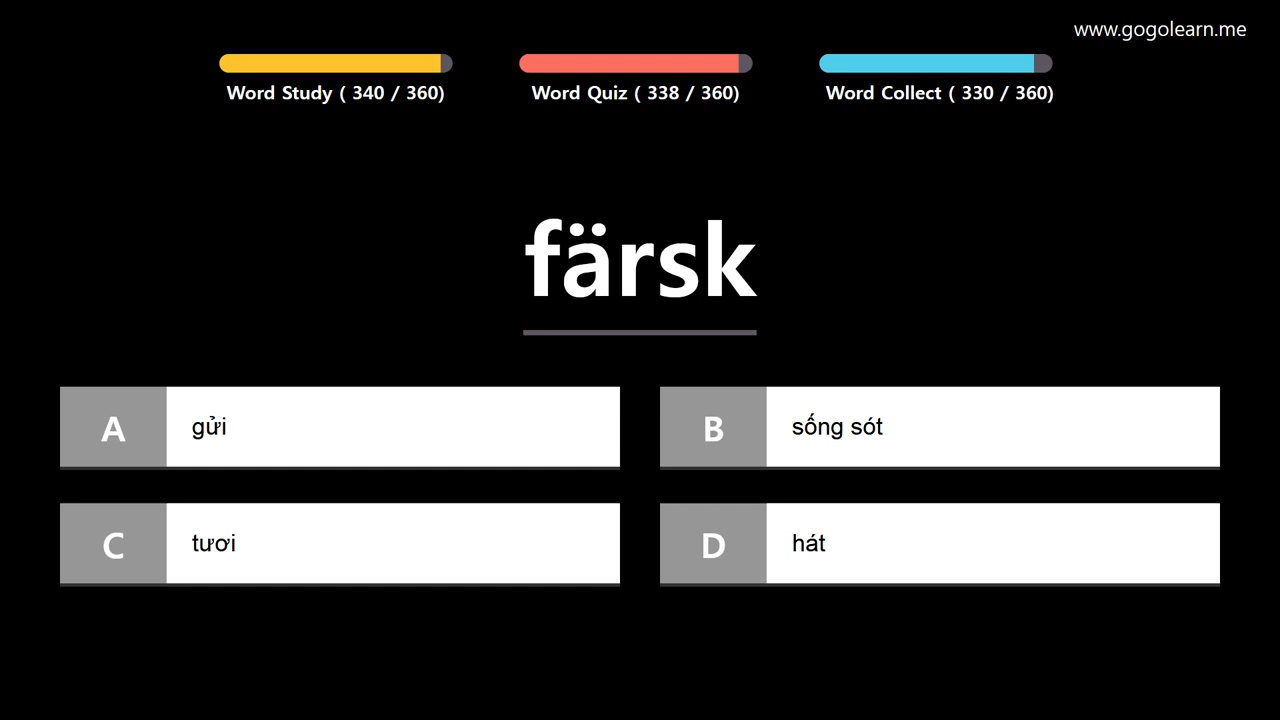 www.gogolearn.me
Word Study ( 340 / 360)
Word Quiz ( 338 / 360)
Word Collect ( 330 / 360)
färsk
A gửi
B sống sót
C tươi
D hát